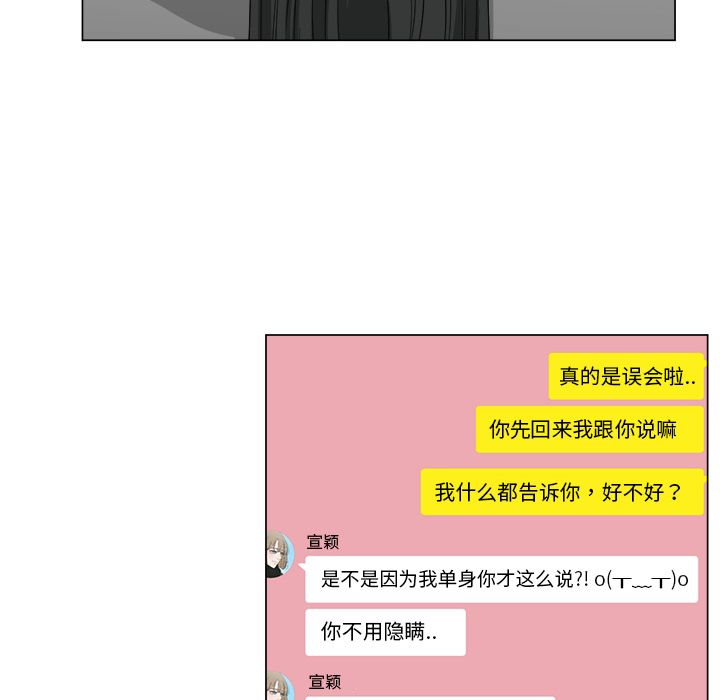 真的是误会啦..
你先回来我跟你说嘛
我什么都告诉你，好不好？
宣颖
是不是因为我单身你才这么说?! o(┬﹏┬)o
你不用隐瞒..
宣颖